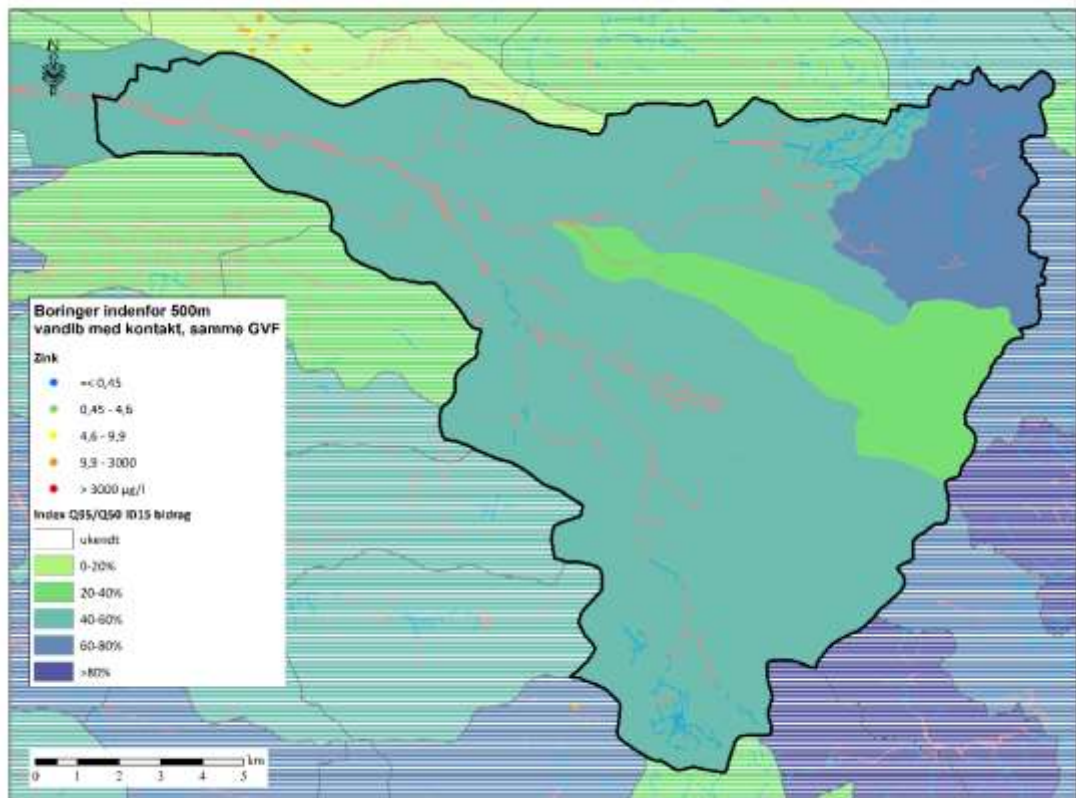 N
Boringer indenfor 500m
vandlb med kontakt, samme GVF
Zink
=< 0,45
0,45 - 4,6
4,6 - 9,9
9,9 - 3000
> 3000 µg/l
Index Q95/Q50 ID15 bidrag
ukendt
0-20%
20-40%
40-60%
60-80%
>80%
km
0 1 2 3 4 5